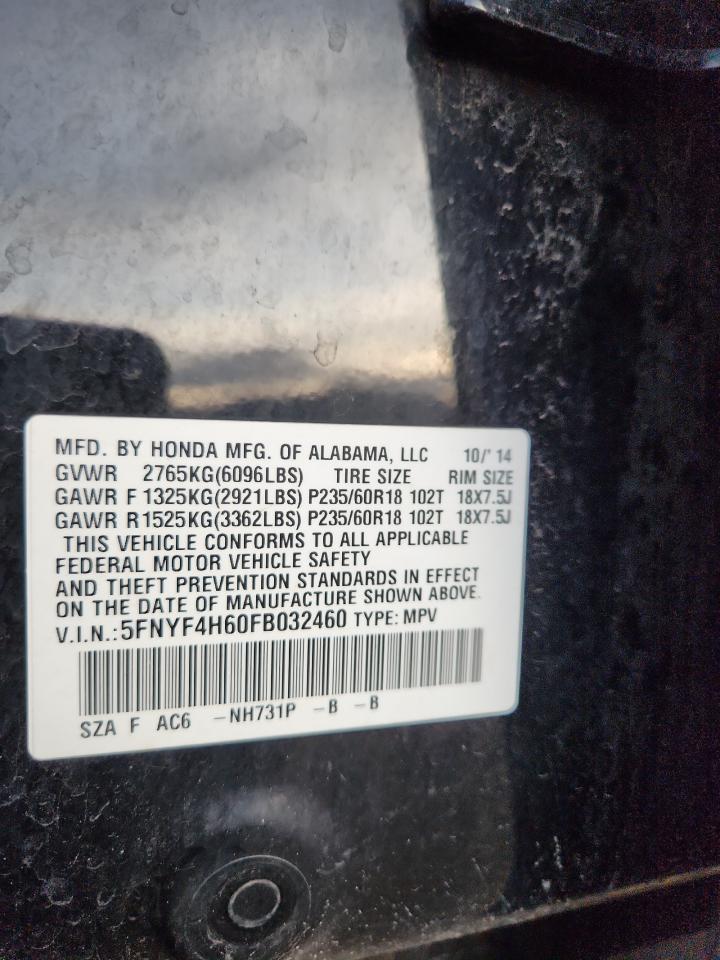 MFD. BY HONDA MFG. OF ALABAMA, LLC 10/'14
GVWR 2765KG(6096LBS) TIRE SIZE RIM SIZE
GAWR F 1325KG(2921LBS) P235/60R18 102T 18X7.5J
GAWR R1525KG(3362LBS) P235/60R18 102T 18X7.5J
THIS VEHICLE CONFORMS TO ALL APPLICABLE
FEDERAL MOTOR VEHICLE SAFETY
AND THEFT PREVENTION STANDARDS IN EFFECT
ON THE DATE OF MANUFACTURE SHOWN ABOVE.
V.I.N.:5FNYF4H60FB032460 TYPE: MPV
SZA F AC6 -NH731P -B -B